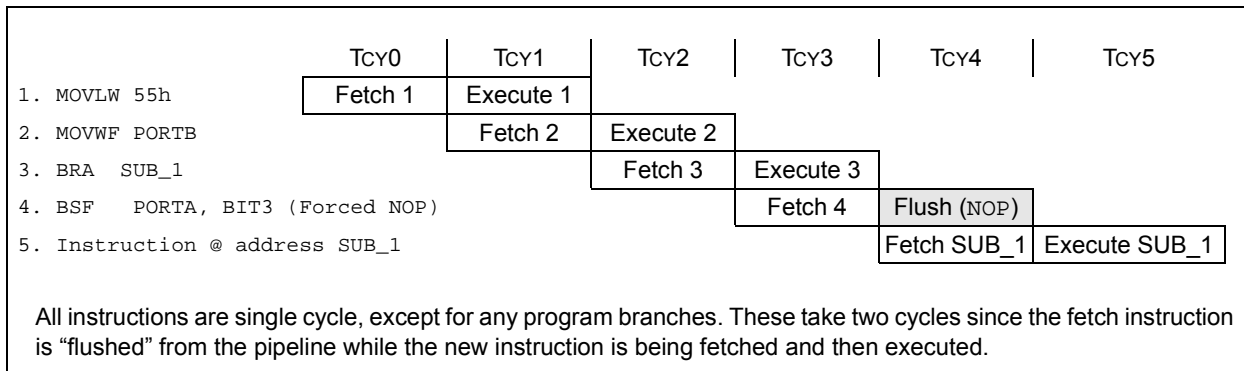 TCY0 TCY1 TCY2 TCY3 TCY4 TCY5
1. MOVLW 55h Fetch 1 Execute 1
2. MOVWF PORTB Fetch 2 Execute 2
3. BRA SUB_1 Fetch 3 Execute 3
4. BSF PORTA, BIT3 (Forced NOP) Fetch 4 Flush (NOP)
5. Instruction @ address SUB_1 Fetch SUB_1 Execute SUB_1
All instructions are single cycle, except for any program branches. These take two cycles since the fetch instruction
is “flushed” from the pipeline while the new instruction is being fetched and then executed.